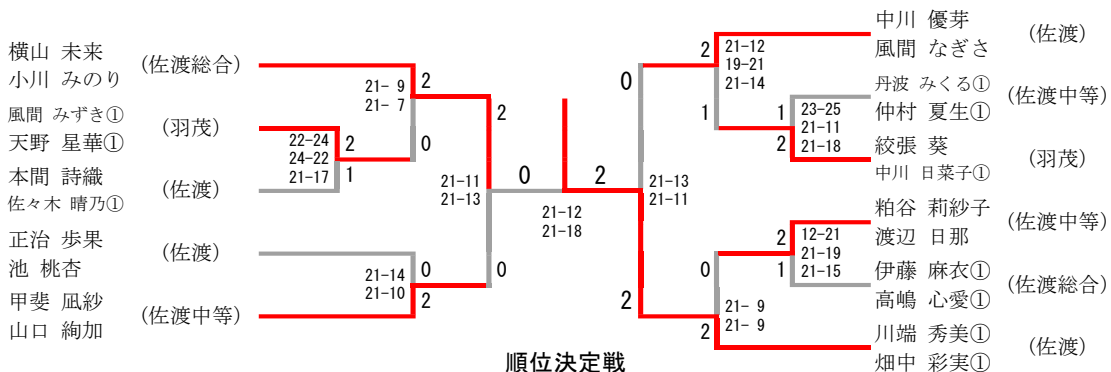 横山 未来
小川 みのり
(佐渡総合)
風間 みずき①
天野 星華①
(羽茂)
本間 詩織
佐々木 晴乃①
(佐渡)
正治 歩果
池 桃杏
(佐渡)
甲斐 凪紗
山口 絢加
(佐渡中等)
21- 9
21- 7
2
0
22-24
24-22
21-17
2
1
21-14
21-10
0
2
2
21-11
21-13
0
0
2
21-12
21-18
0
21-13
21-11
2
2
21-12
19-21
21-14
1
1
23-25
21-11
21-18
2
2
12-21
21-19
21-15
1
0
21- 9
21- 9
2
中川 優芽
風間 なぎさ
(佐渡)
丹波 みくる①
仲村 夏生①
(佐渡中等)
絞張 葵
中川 日菜子①
(羽茂)
粕谷 莉紗子
渡辺 日那
(佐渡中等)
伊藤 麻衣①
高嶋 心愛①
(佐渡総合)
川端 秀美①
畑中 彩実①
(佐渡)
順位決定戦